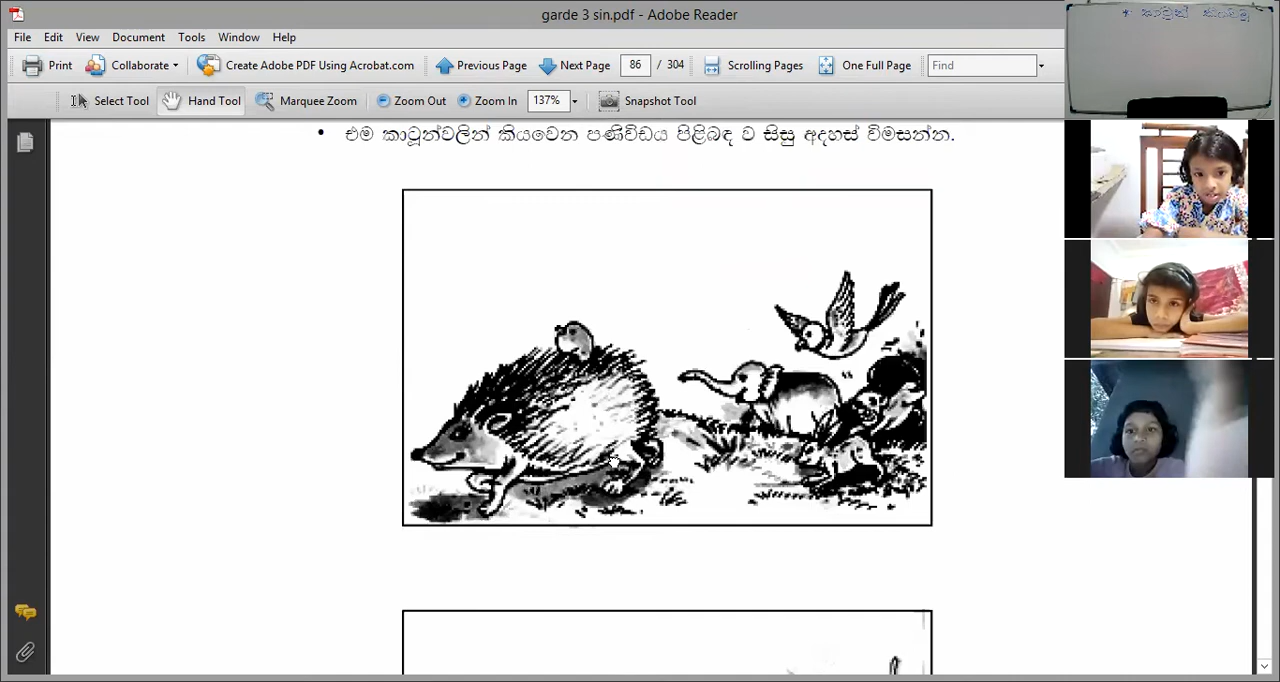 garde 3 sin.pdf - Adobe Reader
File Edit View Document Tools Window Help
Print Collaborate Create Adobe PDF Using Acrobat.com Previous Page 86 / 304 Next Page Scrolling Pages One Full Page Find
Select Tool Hand Tool Marquee Zoom Zoom Out Zoom In 137% Snapshot Tool
* කාටූන් කියවමු
• එම කාටූන්වලින් කියවෙන පණිවිඩය පිළිබඳ ව සිසු අදහස් විමසන්න.